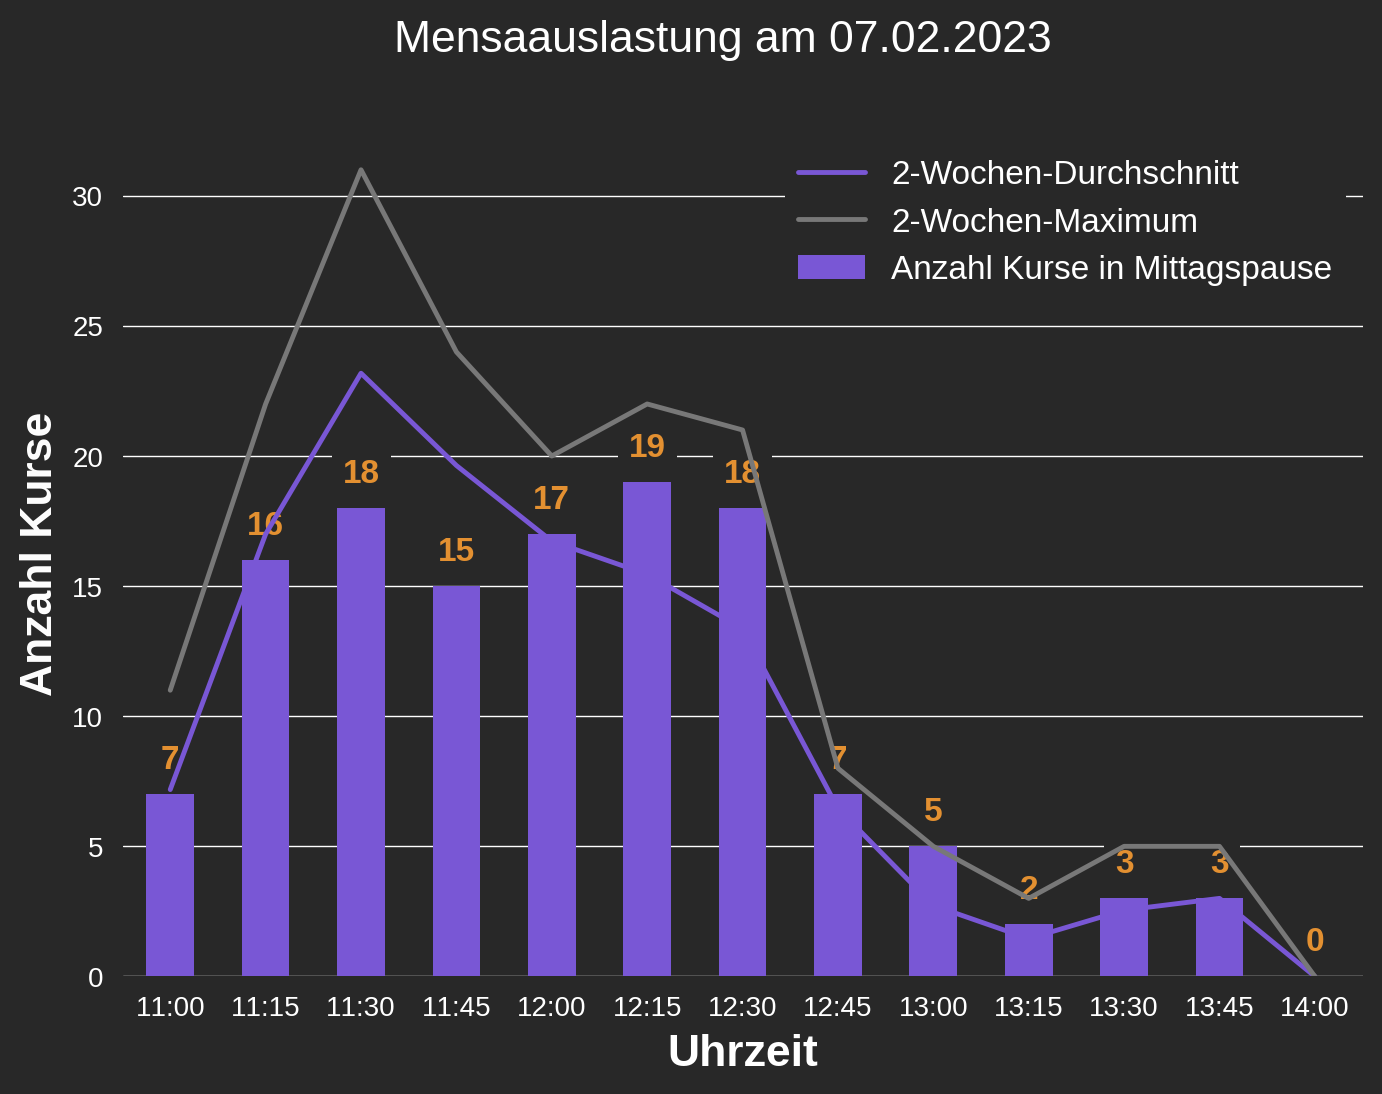 Mensaauslastung am 07.02.2023
2-Wochen-Durchschnitt
2-Wochen-Maximum
Anzahl Kurse in Mittagspause
Anzahl Kurse
30
25
20
15
10
5
0
7
16
18
15
17
19
18
7
5
2
3
3
0
11:00 11:15 11:30 11:45 12:00 12:15 12:30 12:45 13:00 13:15 13:30 13:45 14:00
Uhrzeit